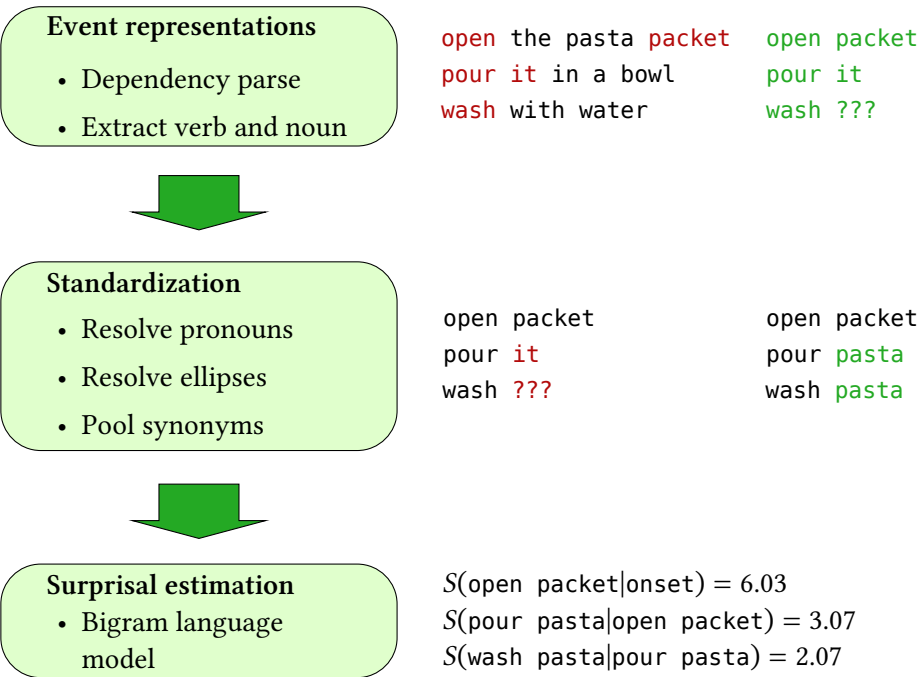 Event representations
• Dependency parse
• Extract verb and noun
open the pasta packet open packet
pour it in a bowl pour it
wash with water wash ???
Standardization
• Resolve pronouns
• Resolve ellipses
• Pool synonyms
open packet open packet
pour it pour pasta
wash ??? wash pasta
Surprisal estimation
• Bigram language
model
S(open packet|onset) = 6.03
S(pour pasta|open packet) = 3.07
S(wash pasta|pour pasta) = 2.07